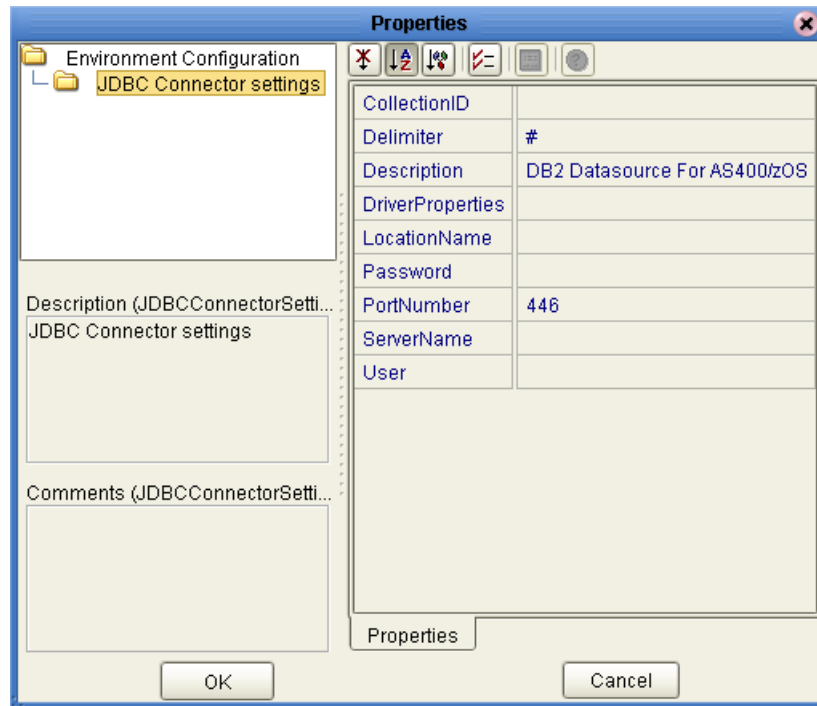 Properties
Environment Configuration
JDBC Connector settings
Description (JDBCConnectorSetti...
JDBC Connector settings
Comments (JDBCConnectorSetti...
CollectionID
Delimiter #
Description DB2 Datasource For AS400/zOS
DriverProperties
LocationName
Password
PortNumber 446
ServerName
User
Properties
OK
Cancel